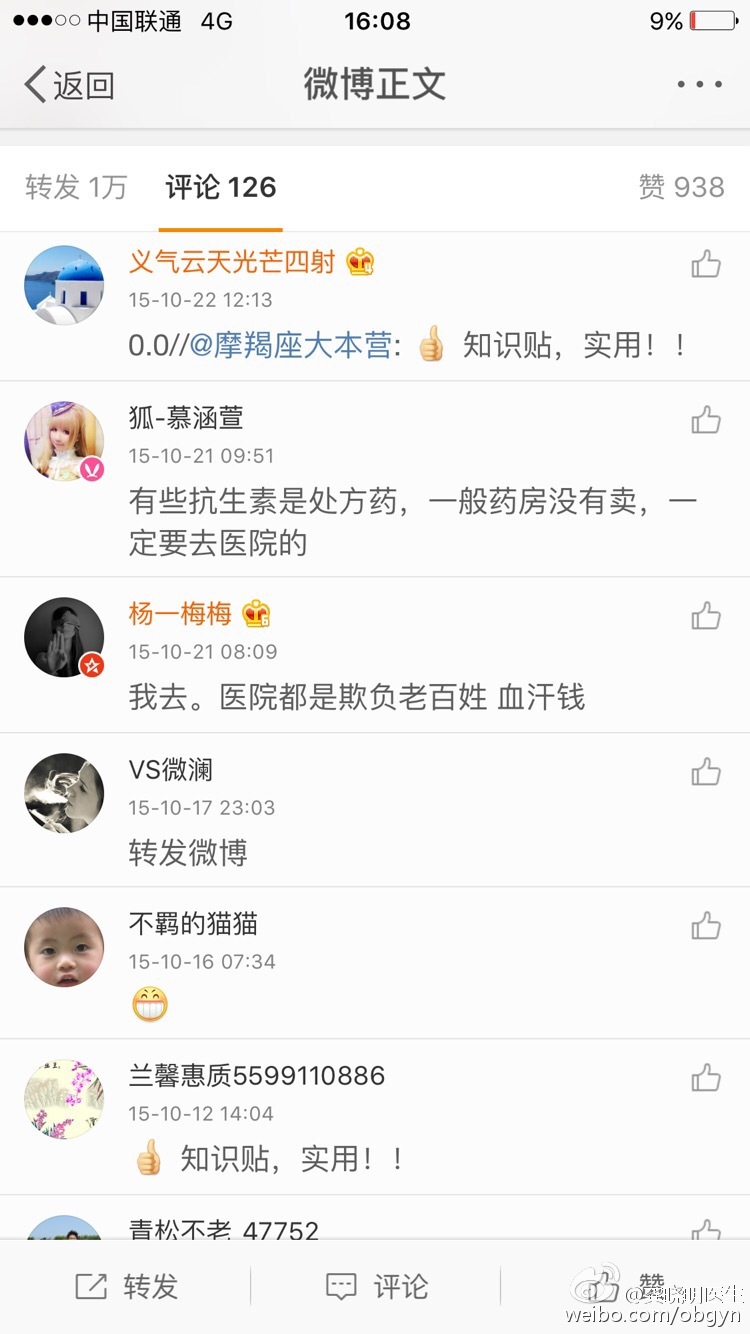 中国联通 4G 16:08 9%
返回 微博正文
转发 1万 评论 126 赞 938
义气云天光芒四射
15-10-22 12:13
0.0//@摩羯座大本营: 知识贴，实用！！
狐-慕涵萱
15-10-21 09:51
有些抗生素是处方药，一般药房没有卖，一
定要去医院的
杨一梅梅
15-10-21 08:09
我去。医院都是欺负老百姓 血汗钱
VS微澜
15-10-17 23:03
转发微博
不羁的猫猫
15-10-16 07:34
兰馨惠质5599110886
15-10-12 14:04
知识贴，实用！！
青松不老_47752
转发 评论 赞
weibo.com/obgyn